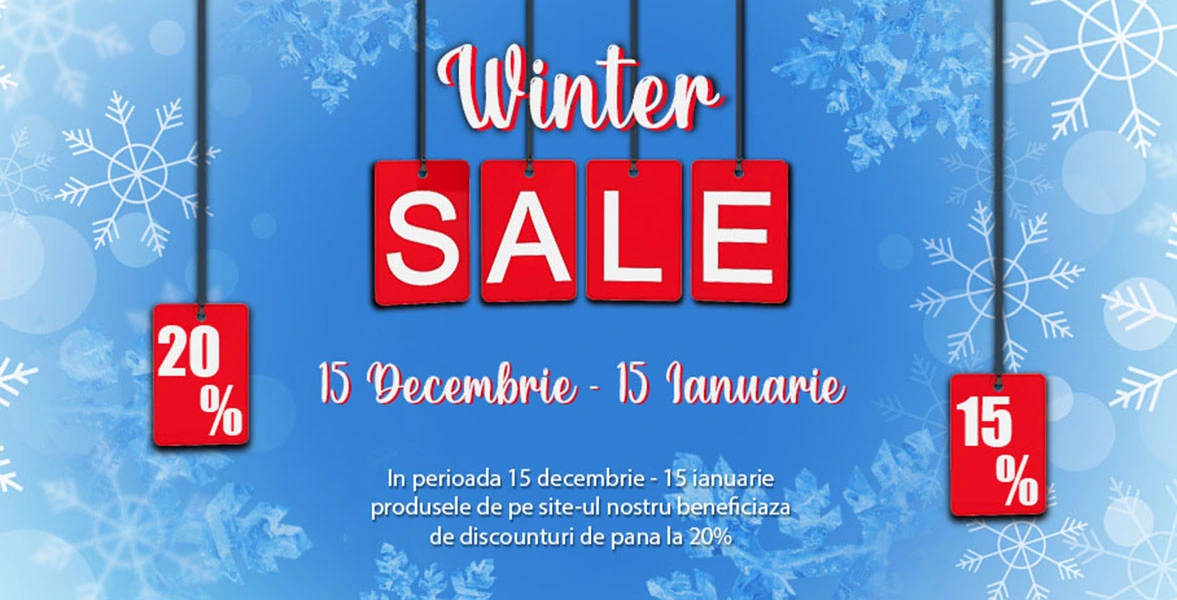 Winter
SALE
20
%
15 Decembrie - 15 Ianuarie
15
%
In perioada 15 decembrie - 15 ianuarie
produsele de pe site-ul nostru beneficiaza
de discounturi de pana la 20%